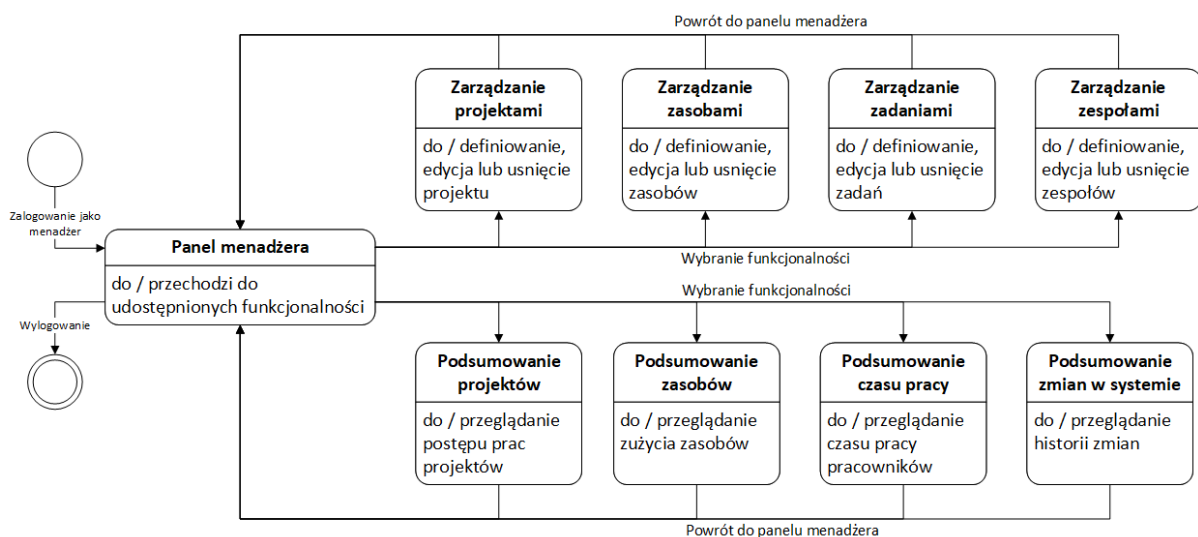 Powrót do panelu menadżera
Zarządzanie
projektami
do / definiowanie,
edycja lub usnięcie
projektu
Zarządzanie
zasobami
do / definiowanie,
edycja lub usnięcie
zasobów
Zarządzanie
zadaniami
do / definiowanie,
edycja lub usnięcie
zadań
Zarządzanie
zespołami
do / definiowanie,
edycja lub usnięcie
zespołów
Zalogowanie jako
menadżer
Panel menadżera
do / przechodzi do
udostępnionych funkcjonalności
Wybranie funkcjonalności
Wybranie funkcjonalności
Wylogowanie
Podsumowanie
projektów
do / przeglądanie
postępu prac
projektów
Podsumowanie
zasobów
do / przeglądanie
zużycia zasobów
Podsumowanie
czasu pracy
do / przeglądanie
czasu pracy
pracowników
Podsumowanie
zmian w systemie
do / przeglądanie
historii zmian
Powrót do panelu menadżera